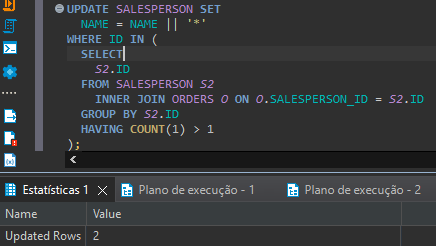 UPDATE SALESPERSON SET
NAME = NAME || '*'
WHERE ID IN (
SELECT
S2.ID
FROM SALESPERSON S2
INNER JOIN ORDERS O ON O.SALESPERSON_ID = S2.ID
GROUP BY S2.ID
HAVING COUNT(1) > 1
);
Estatísticas 1 Plano de execução - 1 Plano de execução - 2
Name Value
Updated Rows 2